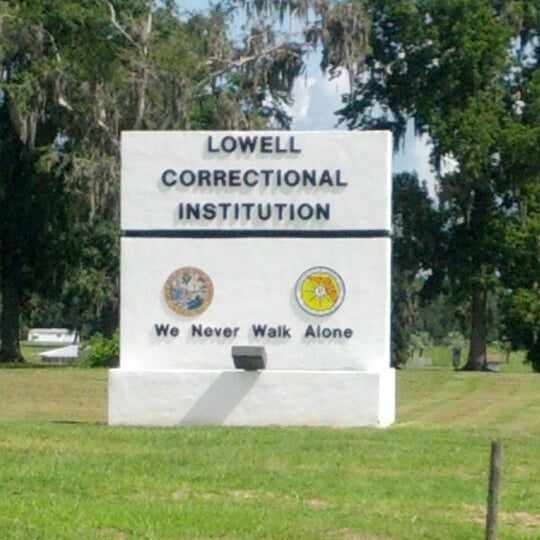 LOWELL
CORRECTIONAL
INSTITUTION
We Never Walk Alone